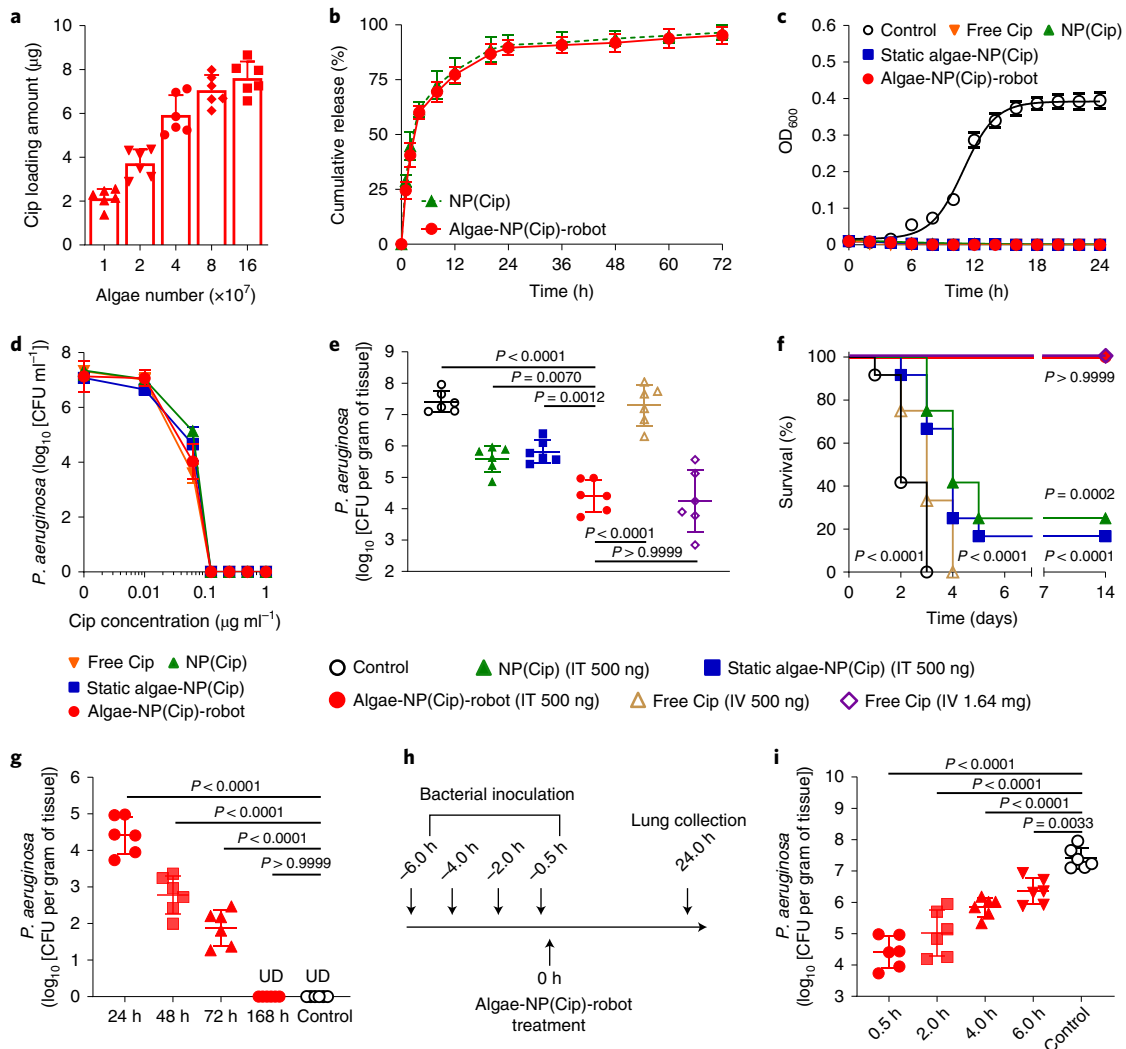 a
Cip loading amount (µg)
10
8
6
4
2
0
1 2 4 8 16
Algae number (×10⁷)
b
Cumulative release (%)
100
75
50
25
0
NP(Cip)
Algae-NP(Cip)-robot
0 12 20 24 36 48 60 72
Time (h)
c
Control Free Cip NP(Cip)
Static algae-NP(Cip)
Algae-NP(Cip)-robot
OD₆₀₀
0.6
0.5
0.4
0.3
0.2
0.1
0
0 6 12 18 24
Time (h)
d
P. aeruginosa (log₁₀ [CFU ml⁻¹])
8
6
4
2
0
0 0.01 0.1 1
Cip concentration (µg ml⁻¹)
Free Cip NP(Cip)
Static algae-NP(Cip)
Algae-NP(Cip)-robot
e
P. aeruginosa
(log₁₀ [CFU per gram of tissue])
9
8
7
6
5
4
3
2
P < 0.0001
P = 0.0070
P = 0.0012
P < 0.0001
P > 0.9999
f
Survival (%)
100
80
60
40
20
0
P > 0.9999
P = 0.0002
P < 0.0001 P < 0.0001 P < 0.0001
0 2 4 6 7 14
Time (days)
Control NP(Cip) (IT 500 ng) Static algae-NP(Cip) (IT 500 ng)
Algae-NP(Cip)-robot (IT 500 ng) Free Cip (IV 500 ng) Free Cip (IV 1.64 mg)
g
P. aeruginosa
(log₁₀ [CFU per gram of tissue])
6
5
4
3
2
1
0
P < 0.0001
P < 0.0001
P < 0.0001
P > 0.9999
UD UD
24 h 48 h 72 h 168 h Control
h
Bacterial inoculation
–6.0 h –4.0 h –2.0 h –0.5 h
Lung collection
24.0 h
0 h
Algae-NP(Cip)-robot
treatment
i
P. aeruginosa
(log₁₀ [CFU per gram of tissue])
10
9
8
7
6
5
4
3
P < 0.0001
P < 0.0001
P < 0.0001
P = 0.0033
0.5 h 2.0 h 4.0 h 6.0 h Control